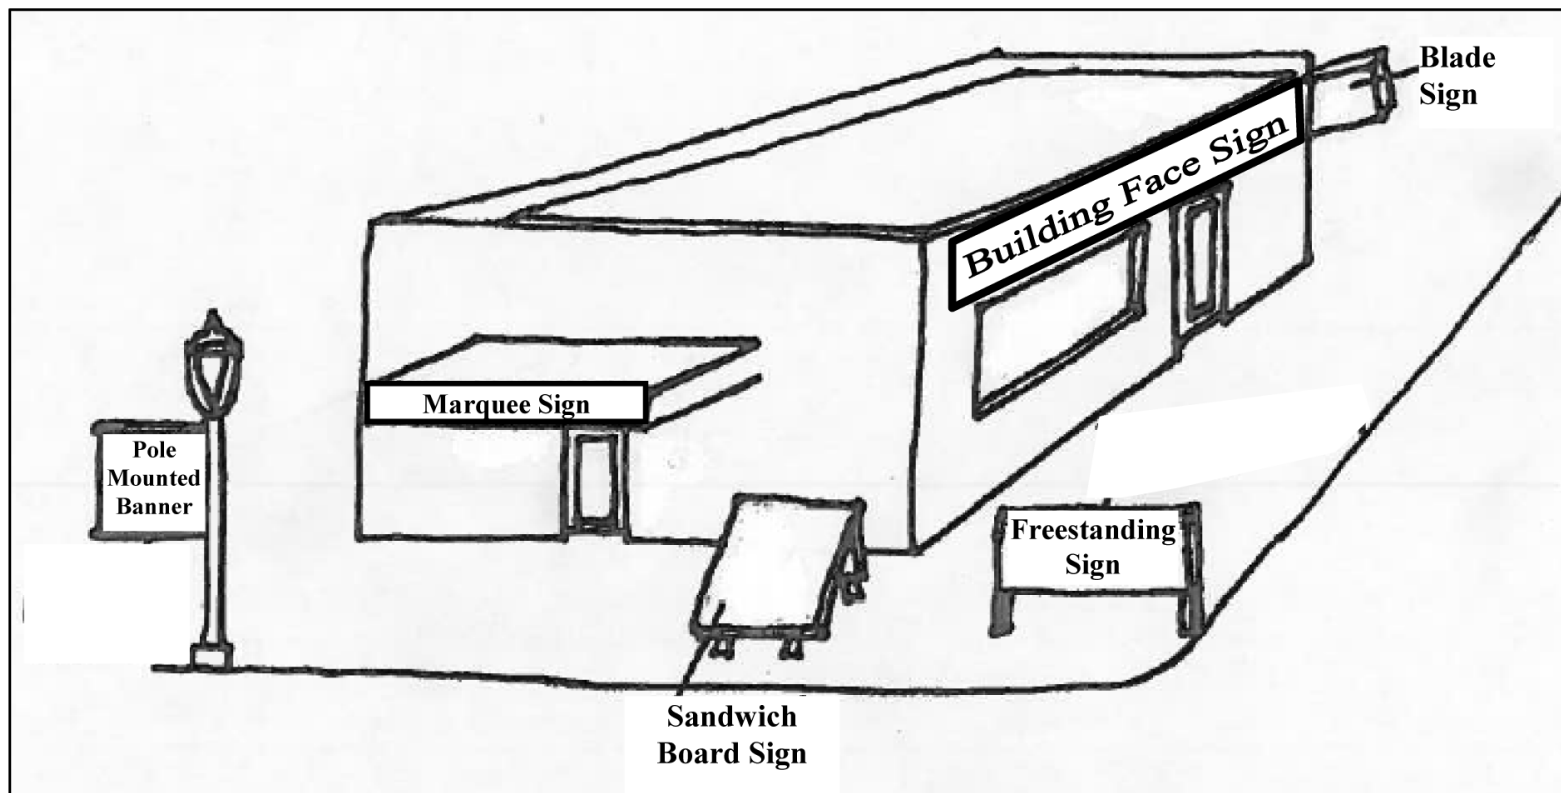 Blade
Sign
Building Face Sign
Marquee Sign
Pole
Mounted
Banner
Freestanding
Sign
Sandwich
Board Sign